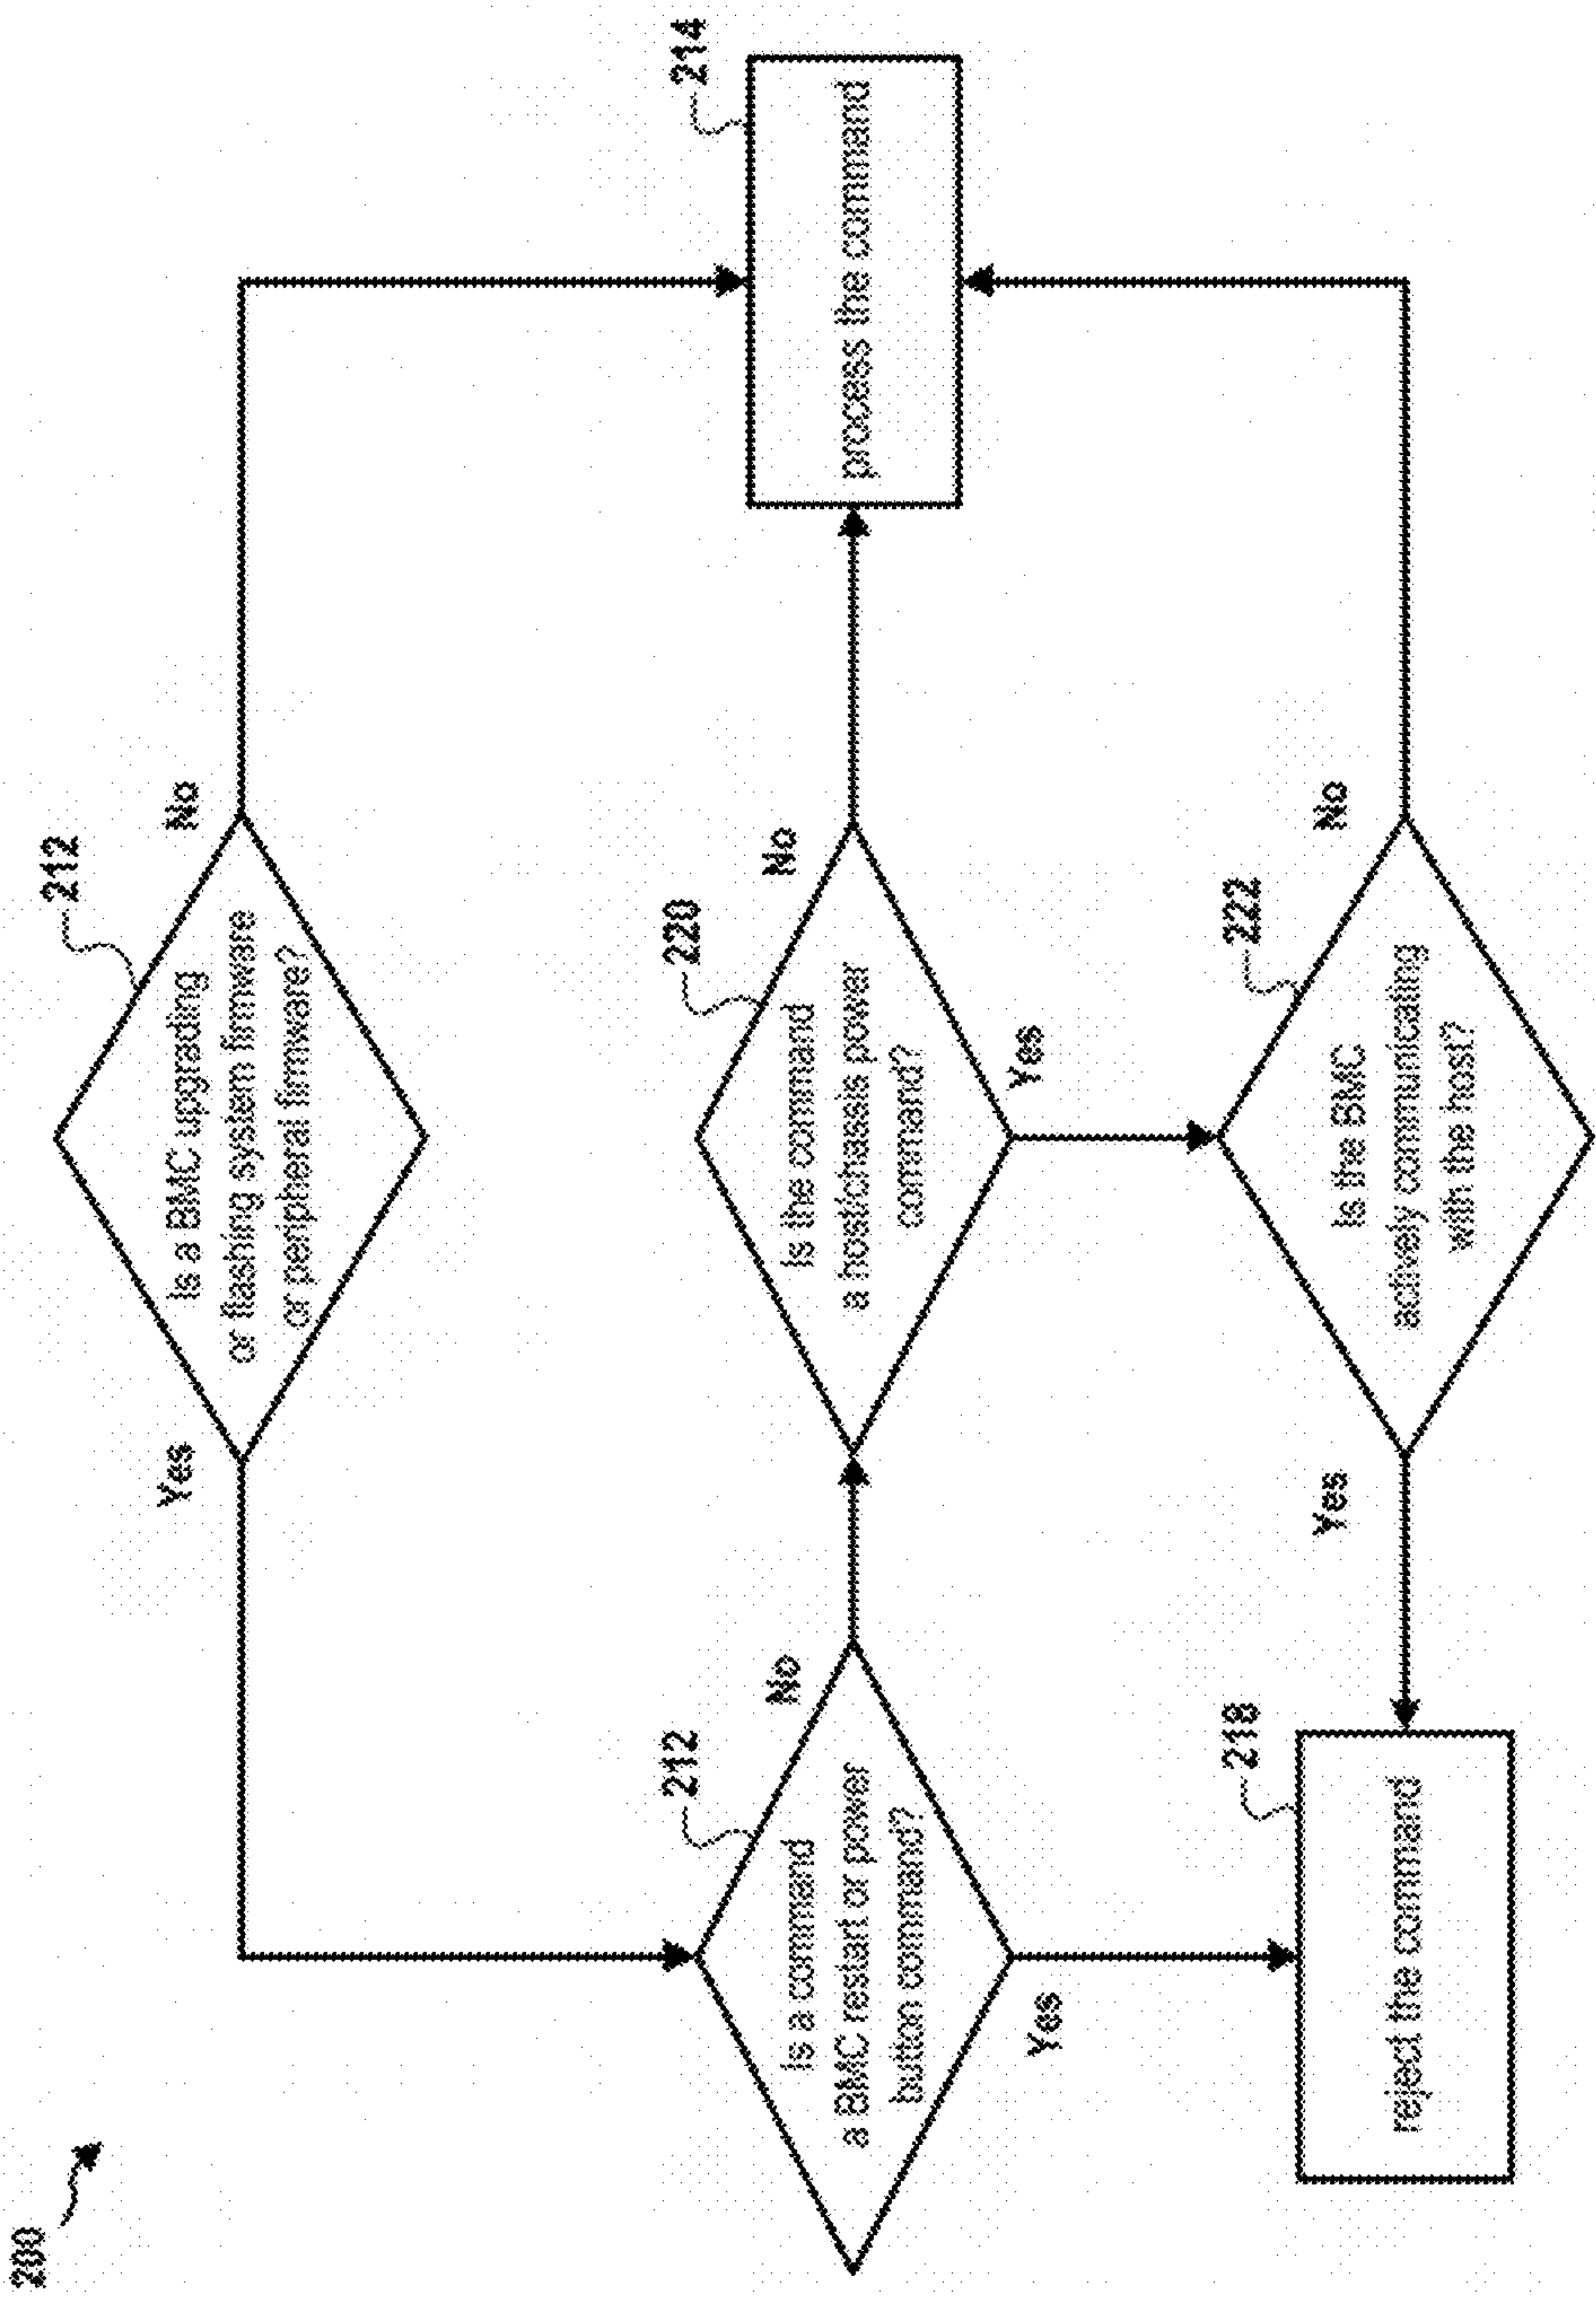 200
212
Is a BMC upgrading
or flashing system firmware
or peripheral firmware?
Yes
No
212
Is a command
a BMC restart or power
button command?
No
Yes
220
Is the command
a host/chassis power
command?
No
Yes
214
process the command
218
reject the command
222
Is the BMC
actively communicating
with the host?
Yes
No